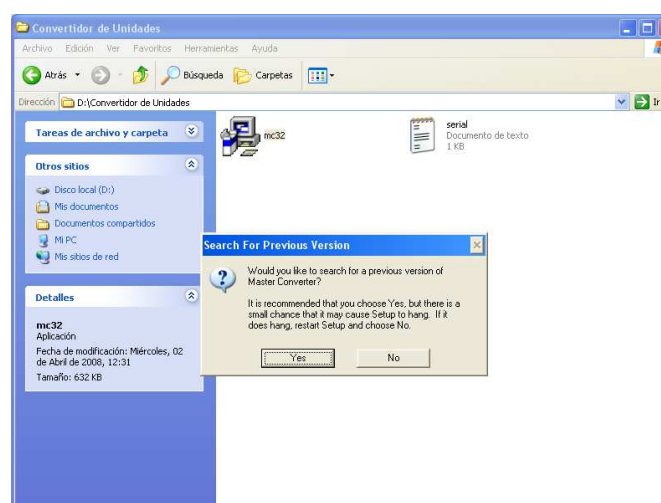 Convertidor de Unidades
Archivo Edición Ver Favoritos Herramientas Ayuda
Atrás Búsqueda Carpetas
Dirección D:\Convertidor de Unidades Ir
Tareas de archivo y carpeta
Otros sitios
Disco local (D:)
Mis documentos
Documentos compartidos
Mi PC
Mis sitios de red
Detalles
mc32
Aplicación
Fecha de modificación: Miércoles, 02
de Abril de 2008, 12:31
Tamaño: 632 KB
mc32
serial
Documento de texto
1 KB
Search For Previous Version
Would you like to search for a previous version of
Master Converter?
It is recommended that you choose Yes, but there is a
small chance that it may cause Setup to hang. If it
does hang, restart Setup and choose No.
Yes No